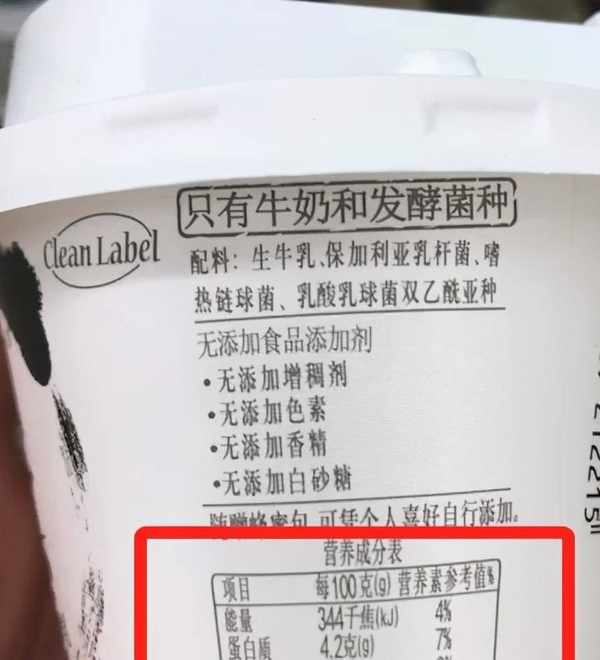 只有牛奶和发酵菌种
Clean Label
配料：生牛乳、保加利亚乳杆菌、嗜
热链球菌、乳酸乳球菌双乙酰亚种
无添加食品添加剂
•无添加增稠剂
•无添加色素
•无添加香精
•无添加白砂糖
随赠蜂蜜包，可凭个人喜好自行添加。
营养成分表
项目 每100克(g) 营养素参考值%
能量 344千焦(kJ) 4%
蛋白质 4.2克(g) 7%